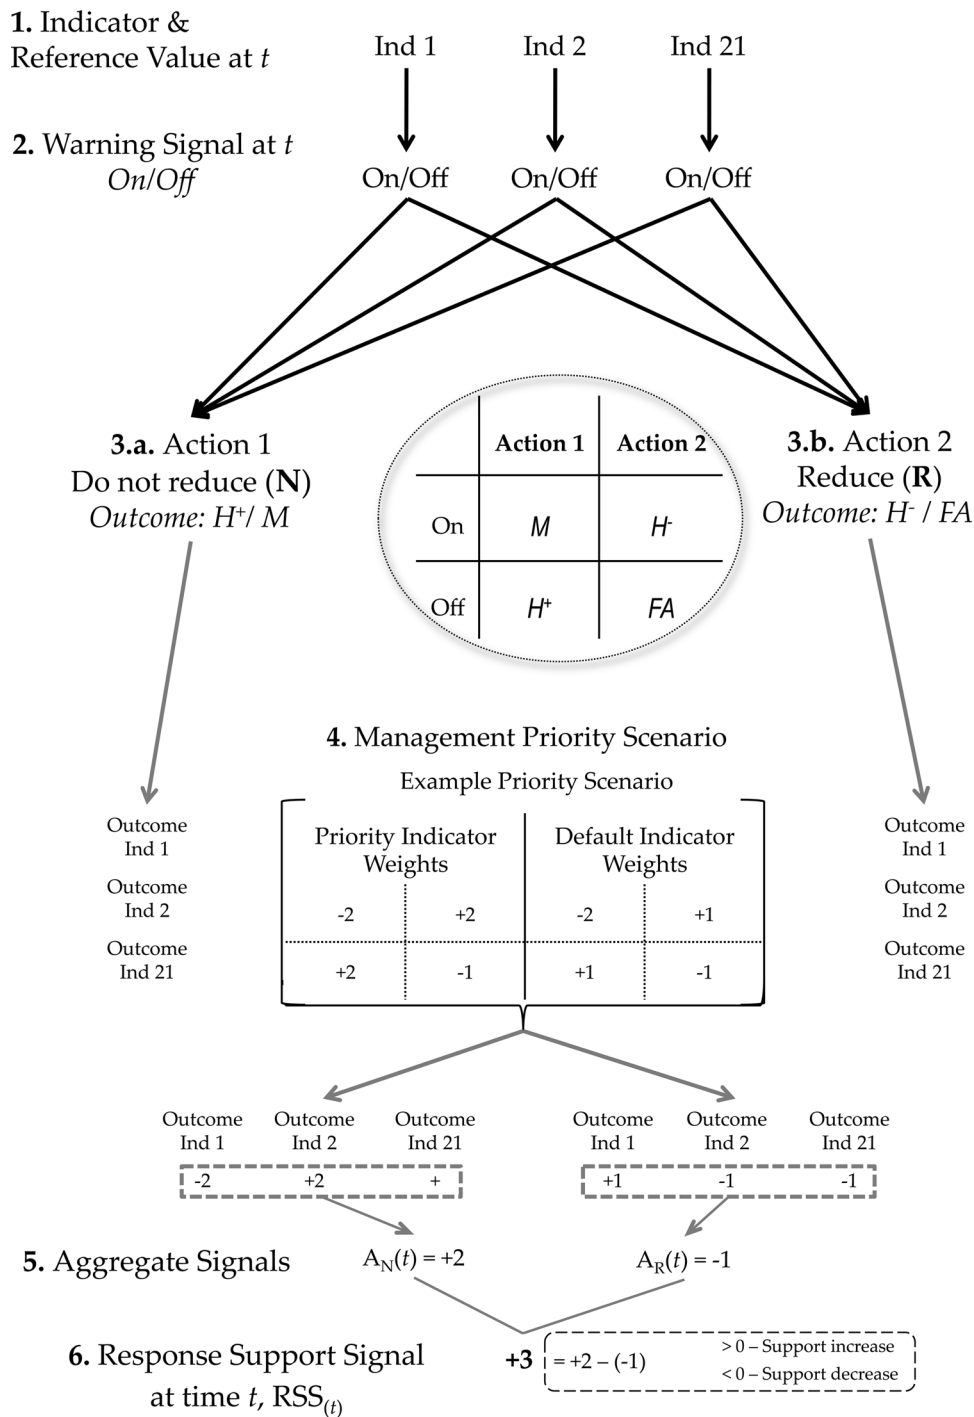 1. Indicator &
Reference Value at t
Ind 1
Ind 2
Ind 21
2. Warning Signal at t
On/Off
On/Off
On/Off
On/Off
3.a. Action 1
Do not reduce (N)
Outcome: H+/ M
Action 1
Action 2
On
M
H-
Off
H+
FA
3.b. Action 2
Reduce (R)
Outcome: H- / FA
4. Management Priority Scenario
Example Priority Scenario
Outcome
Ind 1
Outcome
Ind 2
Outcome
Ind 21
Priority Indicator
Weights
Default Indicator
Weights
-2
+2
-2
+1
+2
-1
+1
-1
Outcome
Ind 1
Outcome
Ind 2
Outcome
Ind 21
Outcome
Ind 1
Outcome
Ind 2
Outcome
Ind 21
-2
+2
+
Outcome
Ind 1
Outcome
Ind 2
Outcome
Ind 21
+1
-1
-1
5. Aggregate Signals
AN(t) = +2
AR(t) = -1
6. Response Support Signal
at time t, RSS(t)
+3
= +2 – (-1)
> 0 – Support increase
< 0 – Support decrease